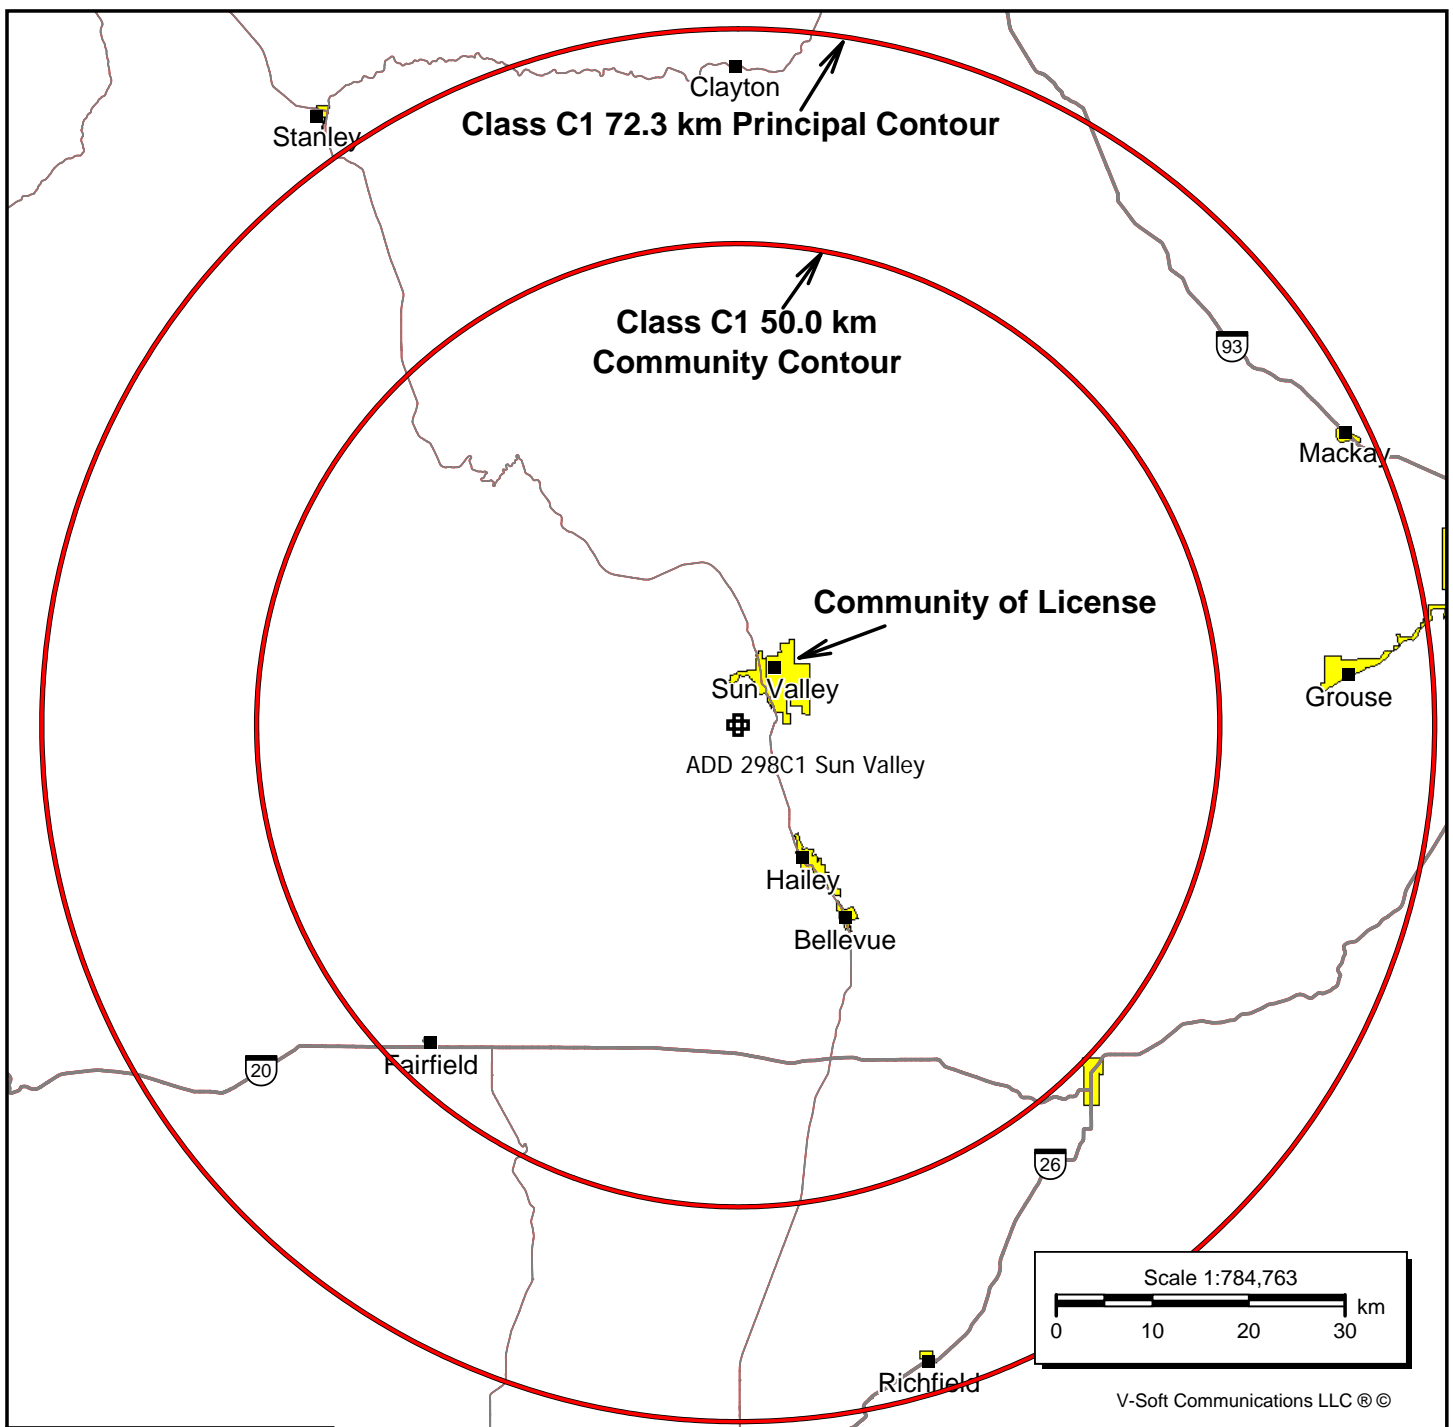 Clayton
Class C1 72.3 km Principal Contour
Stanley
Class C1 50.0 km
Community Contour
93
Mackay
Community of License
Sun Valley
Grouse
ADD 298C1 Sun Valley
Hailey
Bellevue
Fairfield
20
26
Scale 1:784,763
km
0 10 20 30
Richfield
V-Soft Communications LLC ® ©